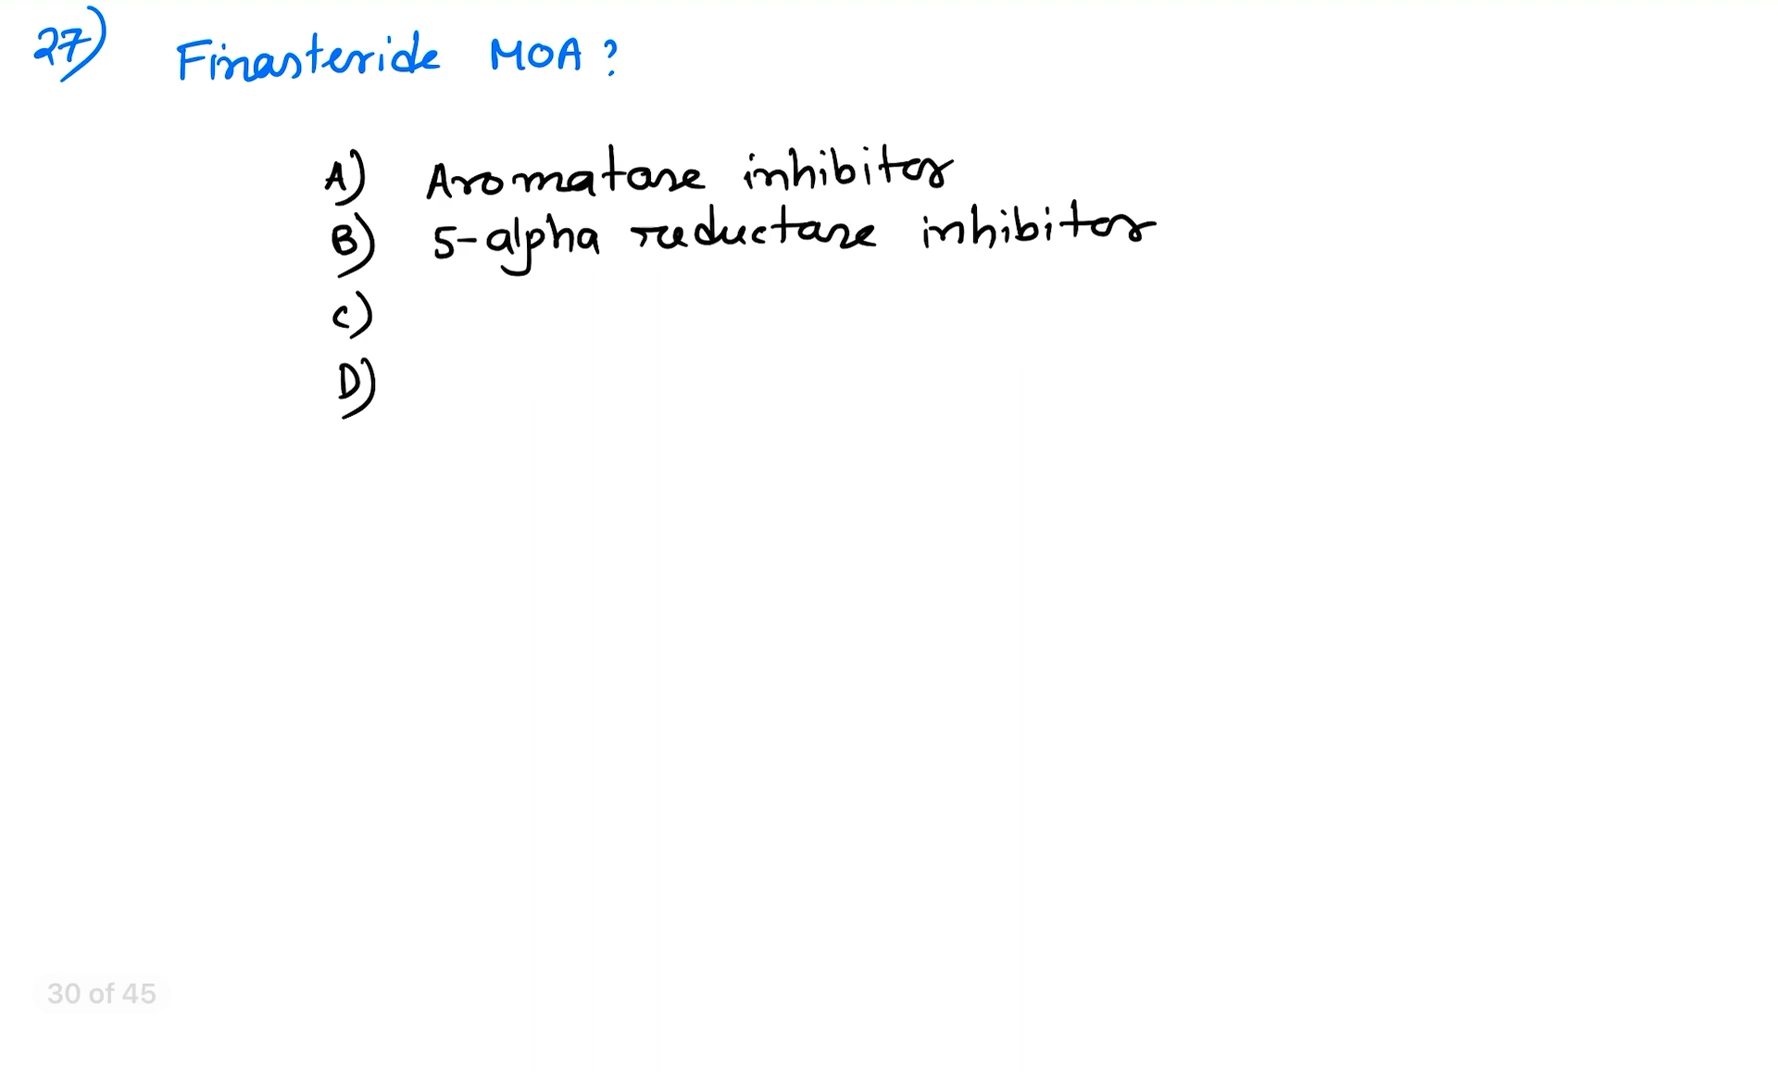 27) Finasteride MOA?
A) Aromatase inhibitor
B) 5-alpha reductase inhibitor
C)
D)
30 of 45